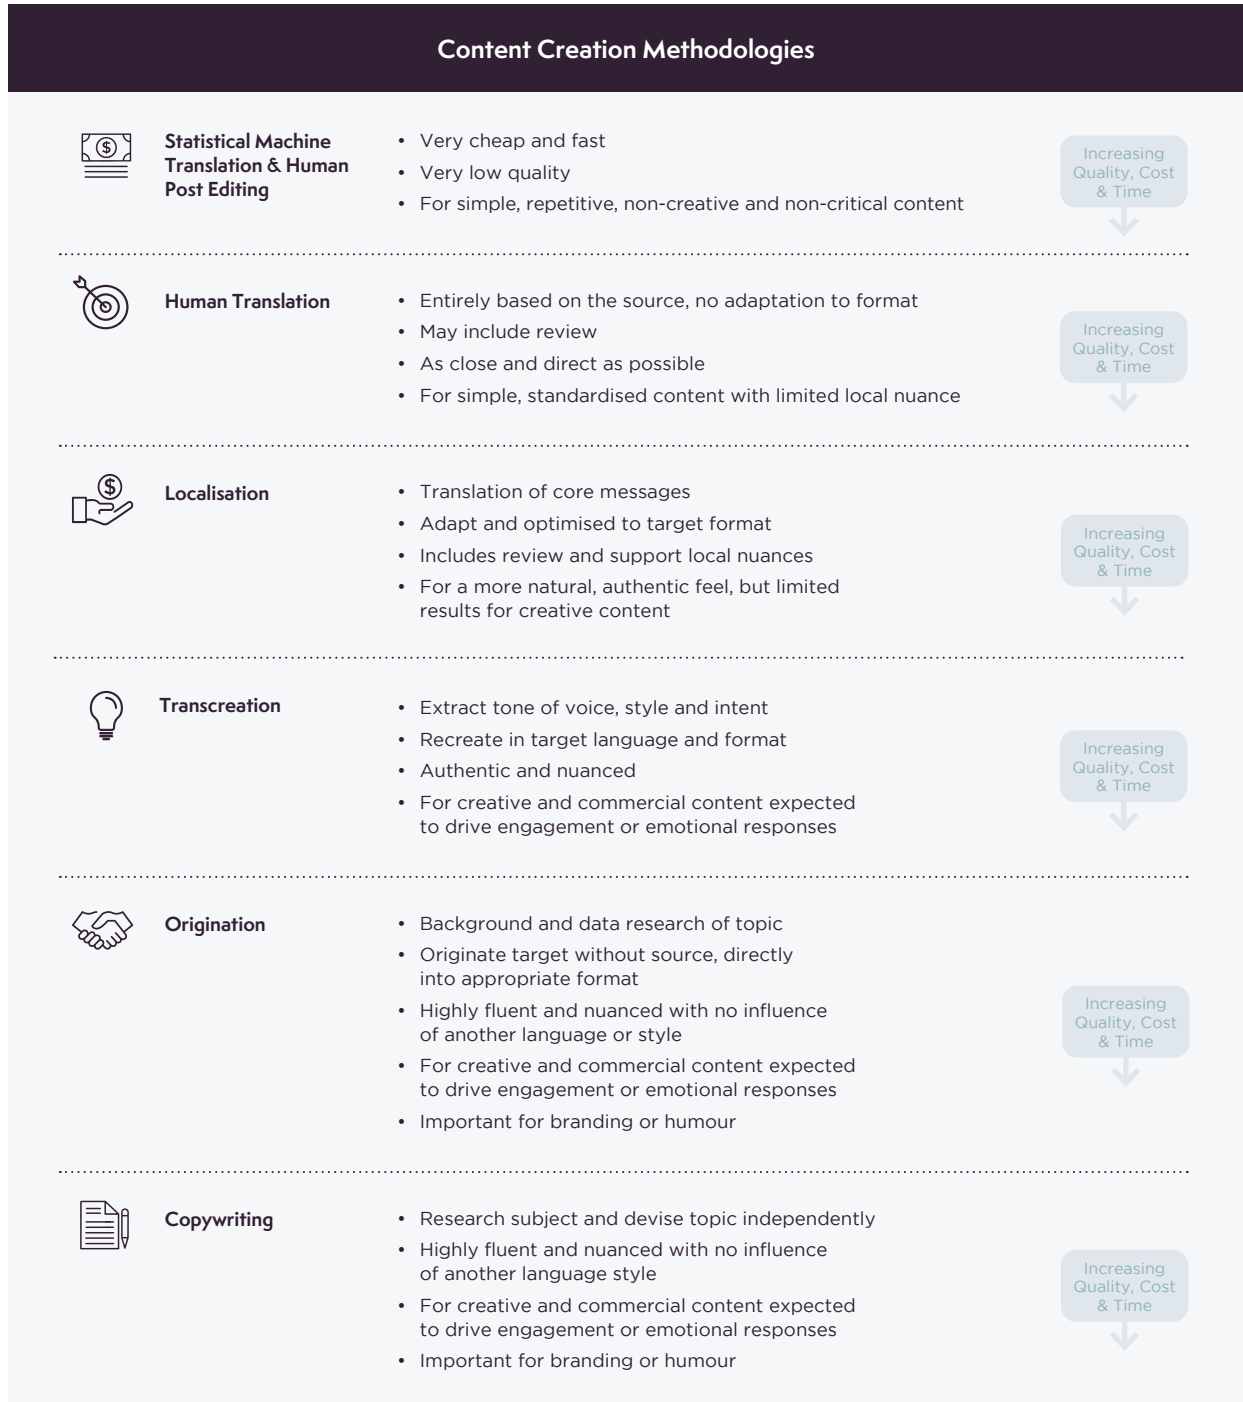 Content Creation Methodologies
Statistical Machine
Translation & Human
Post Editing
• Very cheap and fast
• Very low quality
• For simple, repetitive, non-creative and non-critical content
Increasing
Quality, Cost
& Time
Human Translation
• Entirely based on the source, no adaptation to format
• May include review
• As close and direct as possible
• For simple, standardised content with limited local nuance
Increasing
Quality, Cost
& Time
Localisation
• Translation of core messages
• Adapt and optimised to target format
• Includes review and support local nuances
• For a more natural, authentic feel, but limited
results for creative content
Increasing
Quality, Cost
& Time
Transcreation
• Extract tone of voice, style and intent
• Recreate in target language and format
• Authentic and nuanced
• For creative and commercial content expected
to drive engagement or emotional responses
Increasing
Quality, Cost
& Time
Origination
• Background and data research of topic
• Originate target without source, directly
into appropriate format
• Highly fluent and nuanced with no influence
of another language or style
• For creative and commercial content expected
to drive engagement or emotional responses
• Important for branding or humour
Increasing
Quality, Cost
& Time
Copywriting
• Research subject and devise topic independently
• Highly fluent and nuanced with no influence
of another language style
• For creative and commercial content expected
to drive engagement or emotional responses
• Important for branding or humour
Increasing
Quality, Cost
& Time